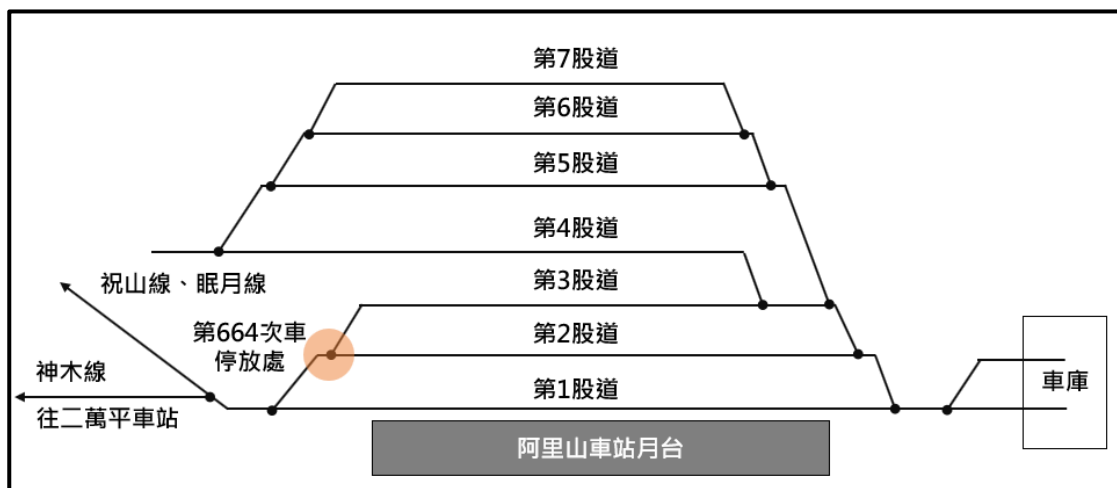 第7股道
第6股道
第5股道
第4股道
祝山線、眠月線
第3股道
第664次車
停放處
第2股道
神木線
往二萬平車站
第1股道
車庫
阿里山車站月台